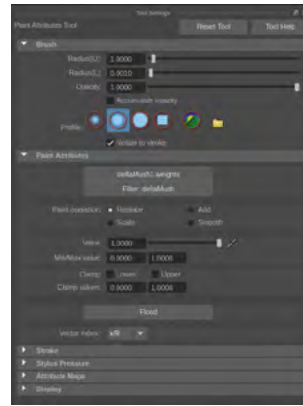 Tool Settings
Paint Attributes Tool Reset Tool Tool Help
Brush
Radius(U): 1.0000
Radius(L): 0.0010
Opacity: 1.0000
Accumulate opacity
Profile:
Rotate to stroke
Paint Attributes
deltaMush1.weights
Filter: deltaMush
Paint operation: Replace Add
Scale Smooth
Value: 1.0000
Min/Max value: 0.0000 1.0000
Clamp: Lower Upper
Clamp values: 0.0000 1.0000
Flood
Vector index: x/R
Stroke
Stylus Pressure
Attribute Maps
Display